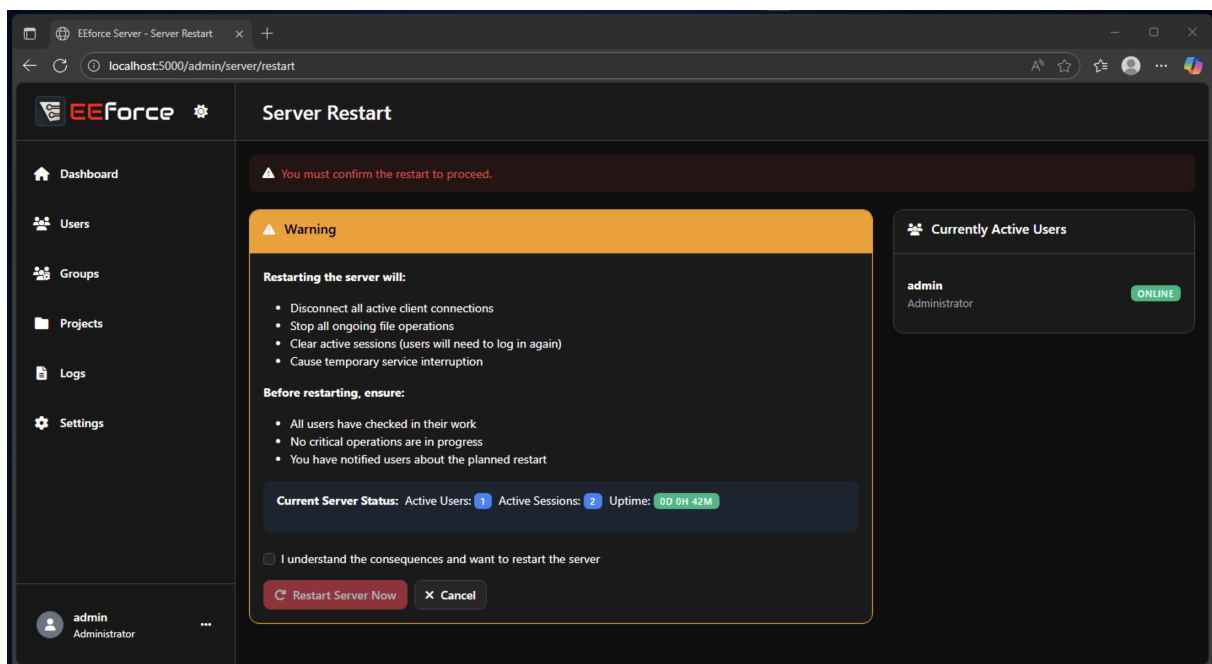 EEforce Server - Server Restart
localhost:5000/admin/server/restart
EEForce
Server Restart
Dashboard
Users
Groups
Projects
Logs
Settings
admin
Administrator
You must confirm the restart to proceed.
Warning
Restarting the server will:
• Disconnect all active client connections
• Stop all ongoing file operations
• Clear active sessions (users will need to log in again)
• Cause temporary service interruption
Before restarting, ensure:
• All users have checked in their work
• No critical operations are in progress
• You have notified users about the planned restart
Current Server Status: Active Users: 1 Active Sessions: 2 Uptime: 0D 0H 42M
I understand the consequences and want to restart the server
Restart Server Now
Cancel
Currently Active Users
admin
Administrator
ONLINE